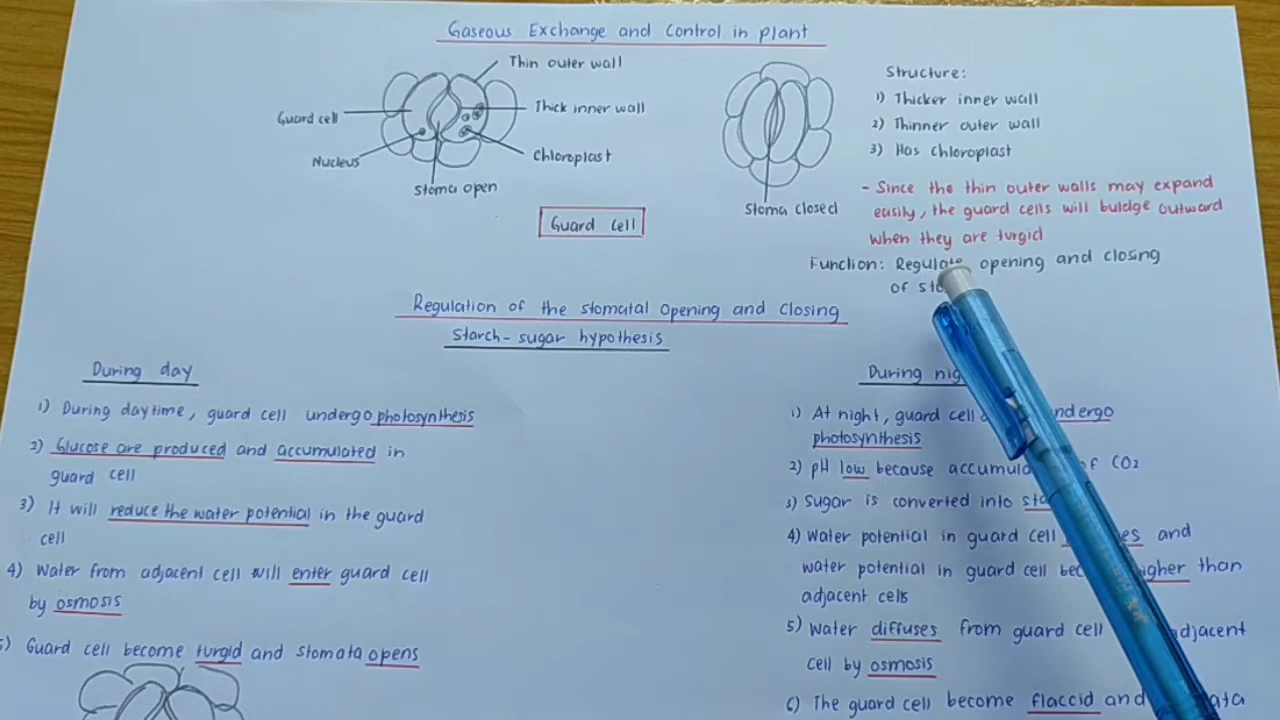 Gaseous Exchange and Control in plant
Thin outer wall
Guard cell
Thick inner wall
Nucleus
Chloroplast
Stoma open
Guard cell
Stoma closed
Structure:
1) Thicker inner wall
2) Thinner outer wall
3) Has chloroplast
- Since the thin outer walls may expand
easily, the guard cells will buldge outward
when they are turgid
Function: Regulate opening and closing
of
Regulation of the stomatal opening and closing
Starch-sugar hypothesis
During day
1) During daytime, guard cell undergo photosynthesis
2) Glucose are produced and accumulated in
guard cell
3) It will reduce the water potential in the guard
cell
4) Water from adjacent cell will enter guard cell
by osmosis
5) Guard cell become turgid and stomata opens
During
1) At night, guard cell
photosynthesis
2) pH low because CO2
3) Sugar is converted into
4) Water potential in guard cell and
water potential in guard cell than
adjacent cells
5) Water diffuses from guard cell adjacent
cell by osmosis
6) The guard cell become flaccid and